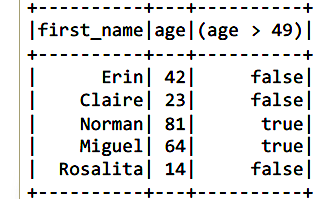 +----------+---+----------+
|first_name|age|(age > 49)|
+----------+---+----------+
|      Erin| 42|     false|
|    Claire| 23|     false|
|    Norman| 81|      true|
|    Miguel| 64|      true|
|  Rosalita| 14|     false|
+----------+---+----------+